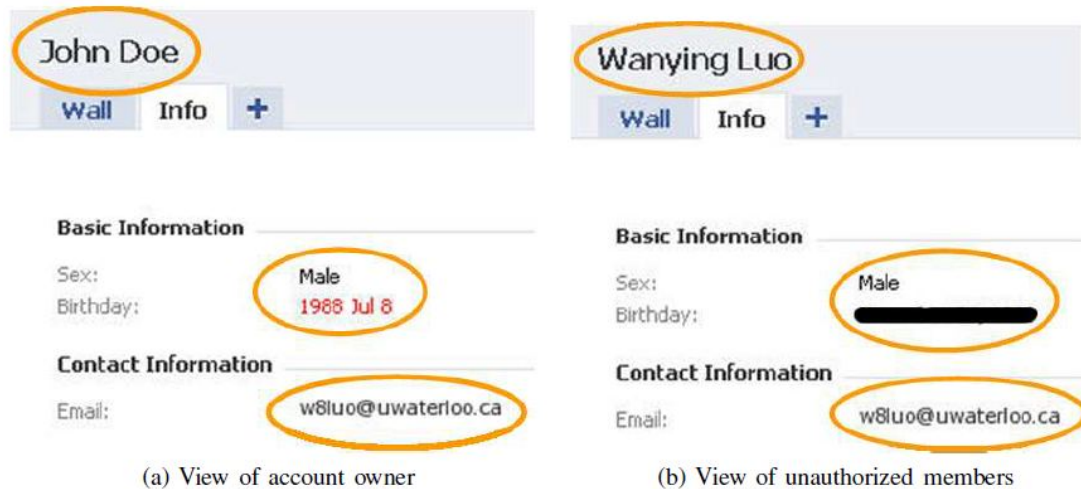 John Doe
Wall Info +
Basic Information
Sex: Male
Birthday: 1988 Jul 8
Contact Information
Email: w8luo@uwaterloo.ca
(a) View of account owner
Wanying Luo
Wall Info +
Basic Information
Sex: Male
Birthday:
Contact Information
Email: w8luo@uwaterloo.ca
(b) View of unauthorized members